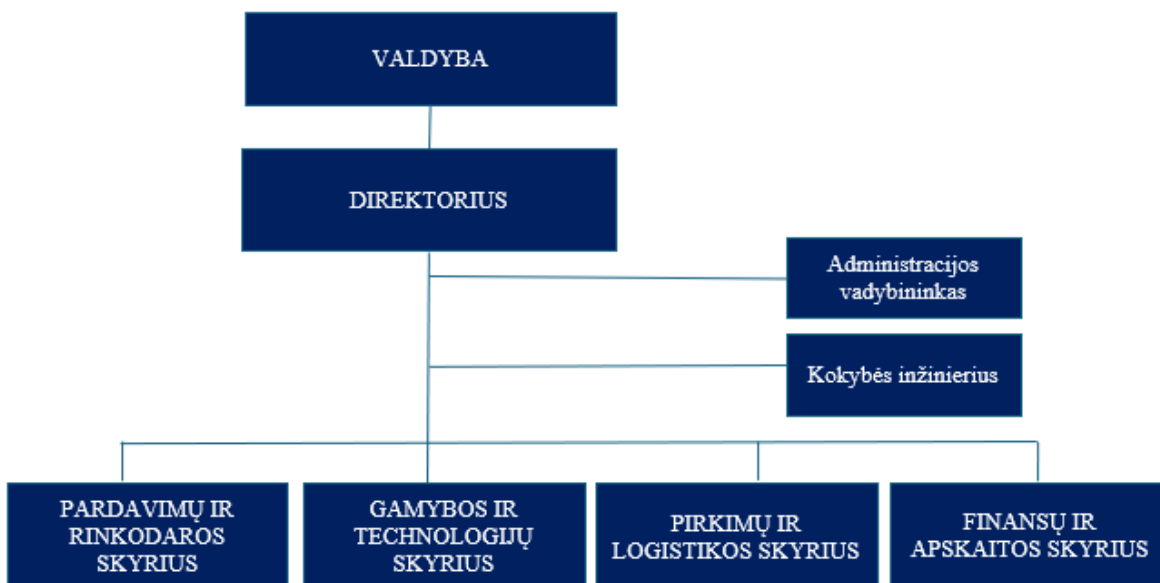 VALDYBA
DIREKTORIUS
Administracijos
vadybininkas
Kokybės inžinierius
PARDAVIMŲ IR
RINKODAROS
SKYRIUS
GAMYBOS IR
TECHNOLOGIJŲ
SKYRIUS
PIRKIMŲ IR
LOGISTIKOS SKYRIUS
FINANSŲ IR
APSKAITOS SKYRIUS